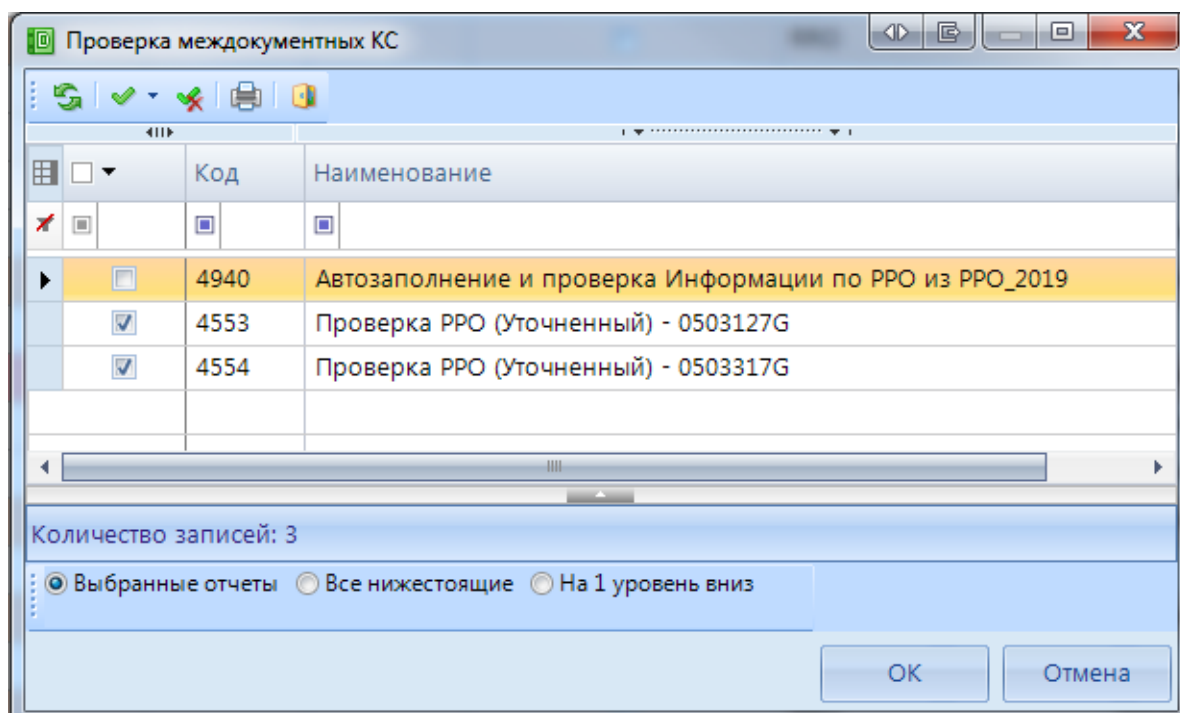 Проверка междокументных КС
Код Наименование
4940 Автозаполнение и проверка Информации по РРО из РРО_2019
4553 Проверка РРО (Уточненный) - 0503127G
4554 Проверка РРО (Уточненный) - 0503317G
Количество записей: 3
Выбранные отчеты Все нижестоящие На 1 уровень вниз
ОК Отмена